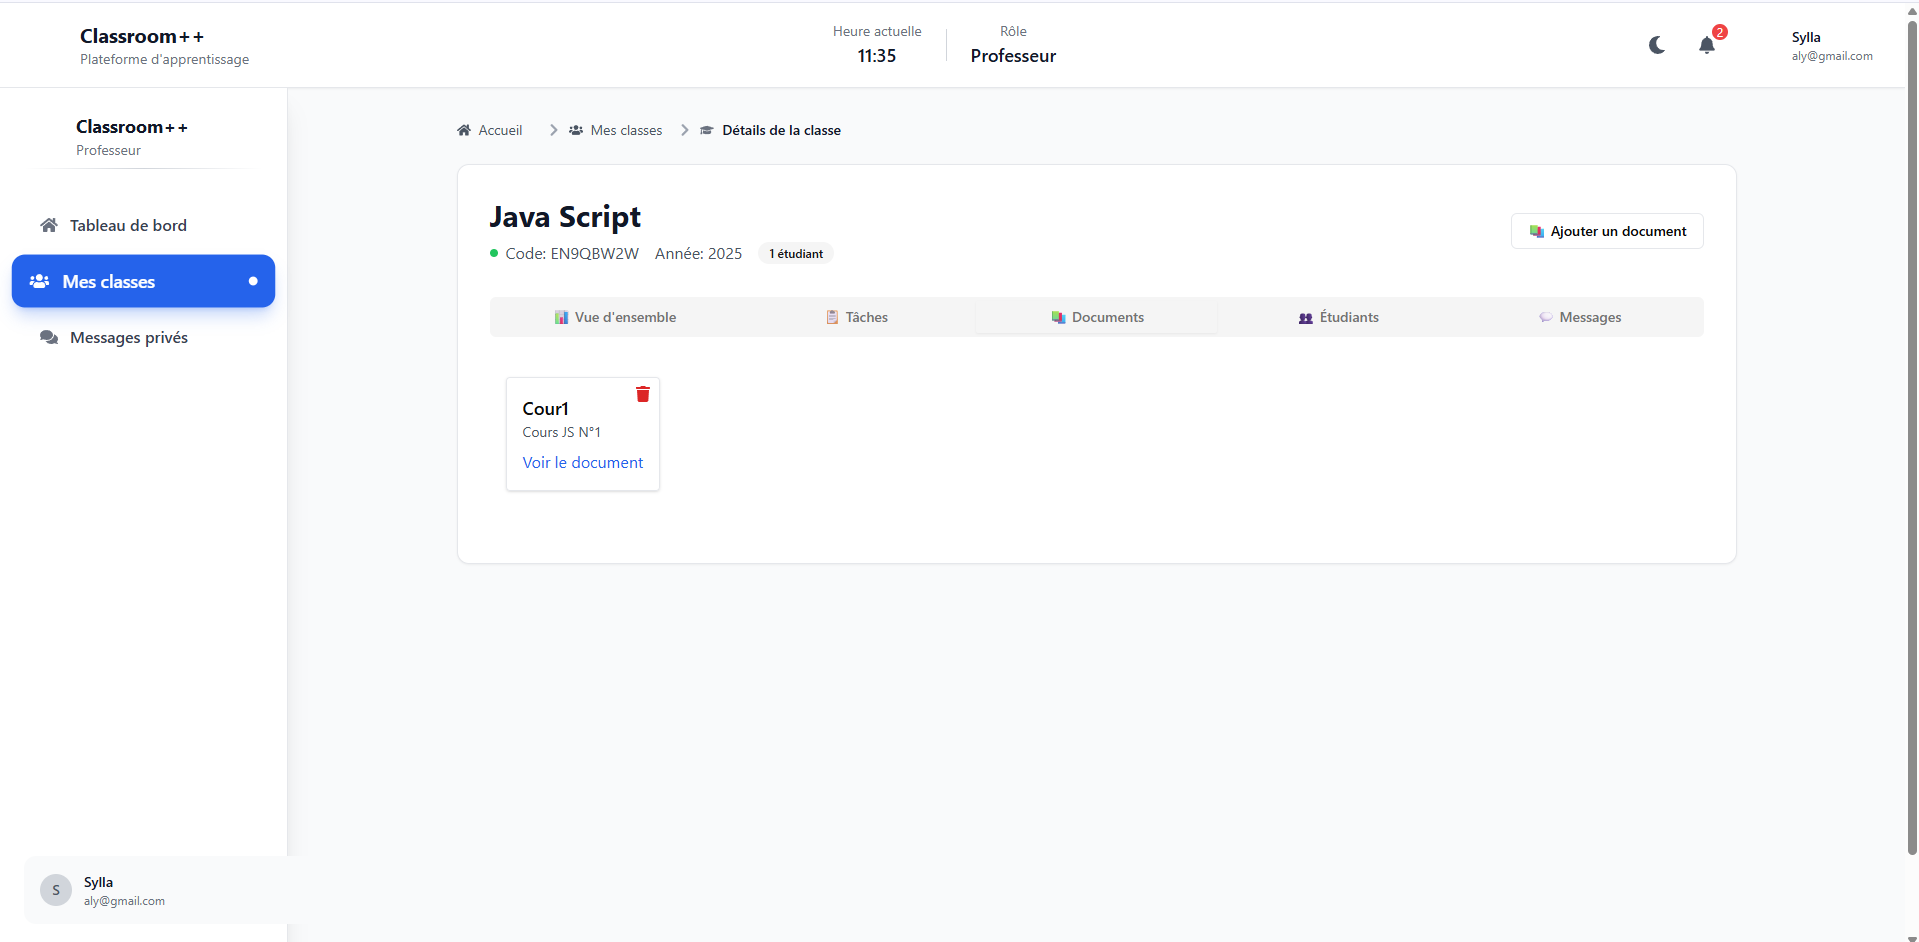 Classroom++
Plateforme d'apprentissage
Heure actuelle
11:35
Rôle
Professeur
2
Sylla
aly@gmail.com
Classroom++
Professeur
Tableau de bord
Mes classes
Messages privés
Accueil
Mes classes
Détails de la classe
Java Script
Code: EN9QBW2W Année: 2025 1 étudiant
Ajouter un document
Vue d'ensemble
Tâches
Documents
Étudiants
Messages
Cour1
Cours JS N°1
Voir le document
S
Sylla
aly@gmail.com